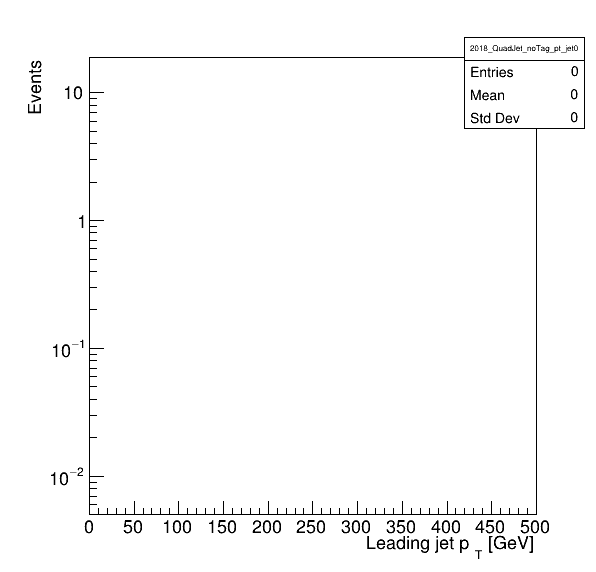 2018_QuadJet_noTag_pt_jet0
Entries 0
Mean 0
Std Dev 0
Events
10
1
10⁻¹
10⁻²
0 50 100 150 200 250 300 350 400 450 500
Leading jet p T [GeV]